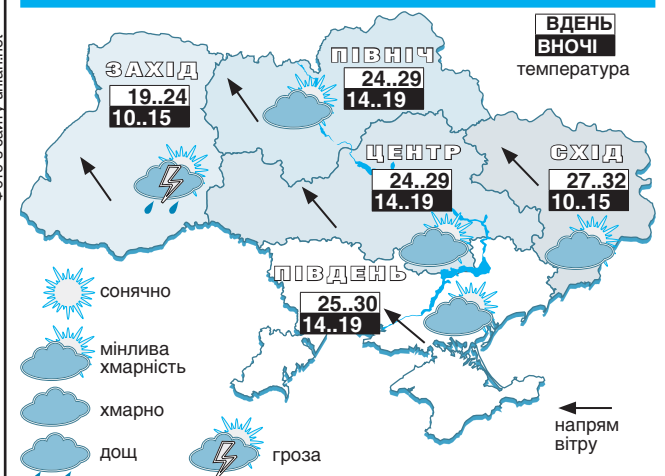 ВДЕНЬ
ВНОЧІ
температура
ПІВНІЧ
24..29
14..19
ЗАХІД
19..24
10..15
ЦЕНТР
24..29
14..19
СХІД
27..32
10..15
ПІВДЕНЬ
25..30
14..19
сонячно
мінлива
хмарність
хмарно
дощ
гроза
напрям
вітру